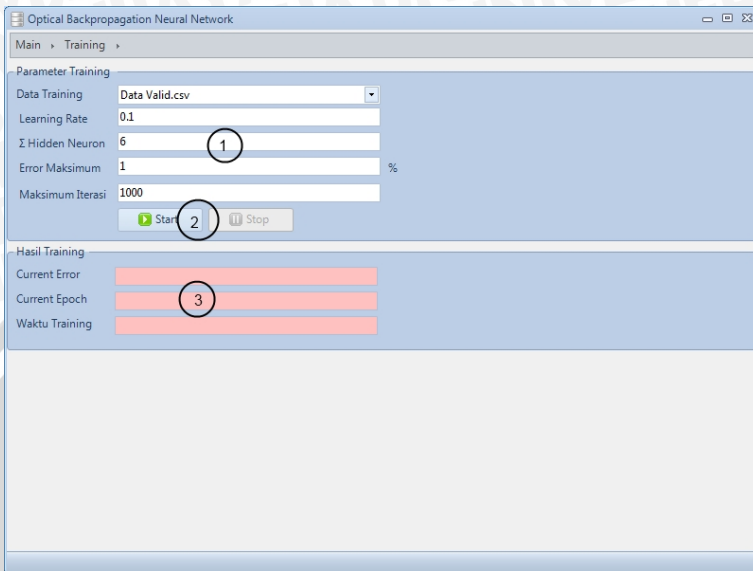 Optical Backpropagation Neural Network
Main Training
Parameter Training
Data Training Data Valid.csv
Learning Rate 0.1
Σ Hidden Neuron 6
1
Error Maksimum 1 %
Maksimum Iterasi 1000
Start 2 Stop
Hasil Training
Current Error
Current Epoch 3
Waktu Training